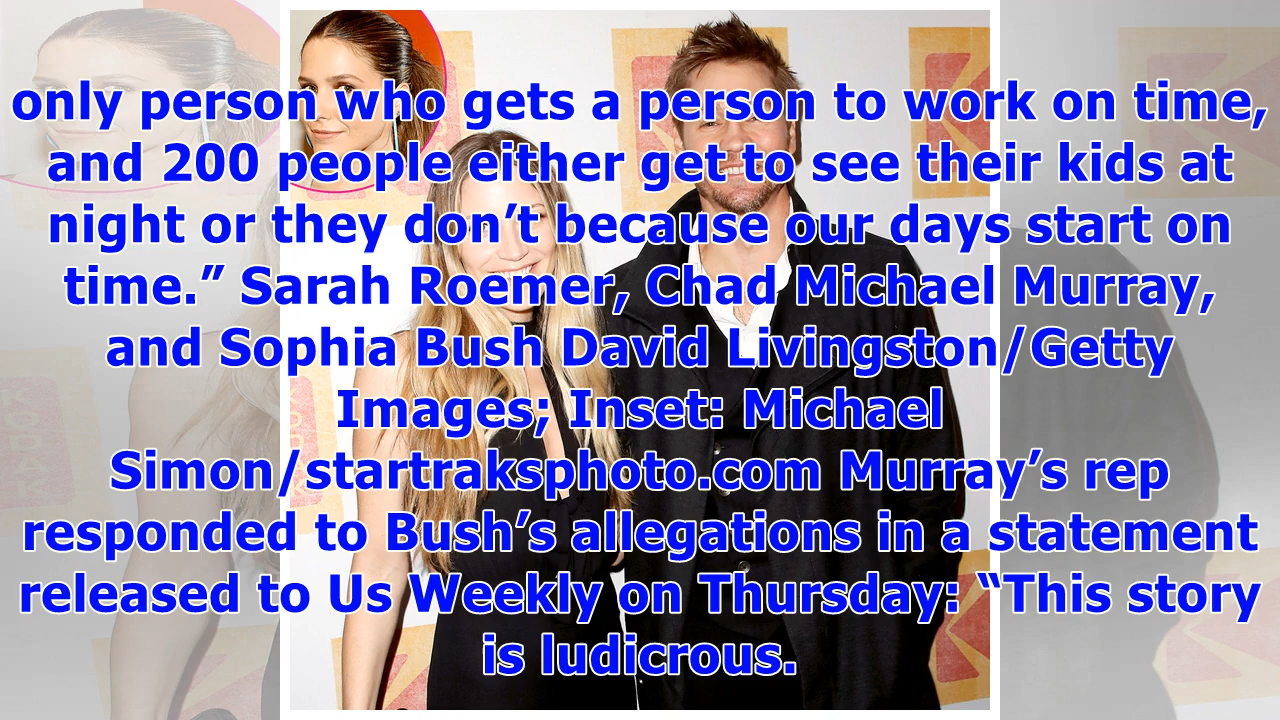 only person who gets a person to work on time,
and 200 people either get to see their kids at
night or they don’t because our days start on
time.” Sarah Roemer, Chad Michael Murray,
and Sophia Bush David Livingston/Getty
Images; Inset: Michael
Simon/startraksphoto.com Murray’s rep
responded to Bush’s allegations in a statement
released to Us Weekly on Thursday: “This story
is ludicrous.